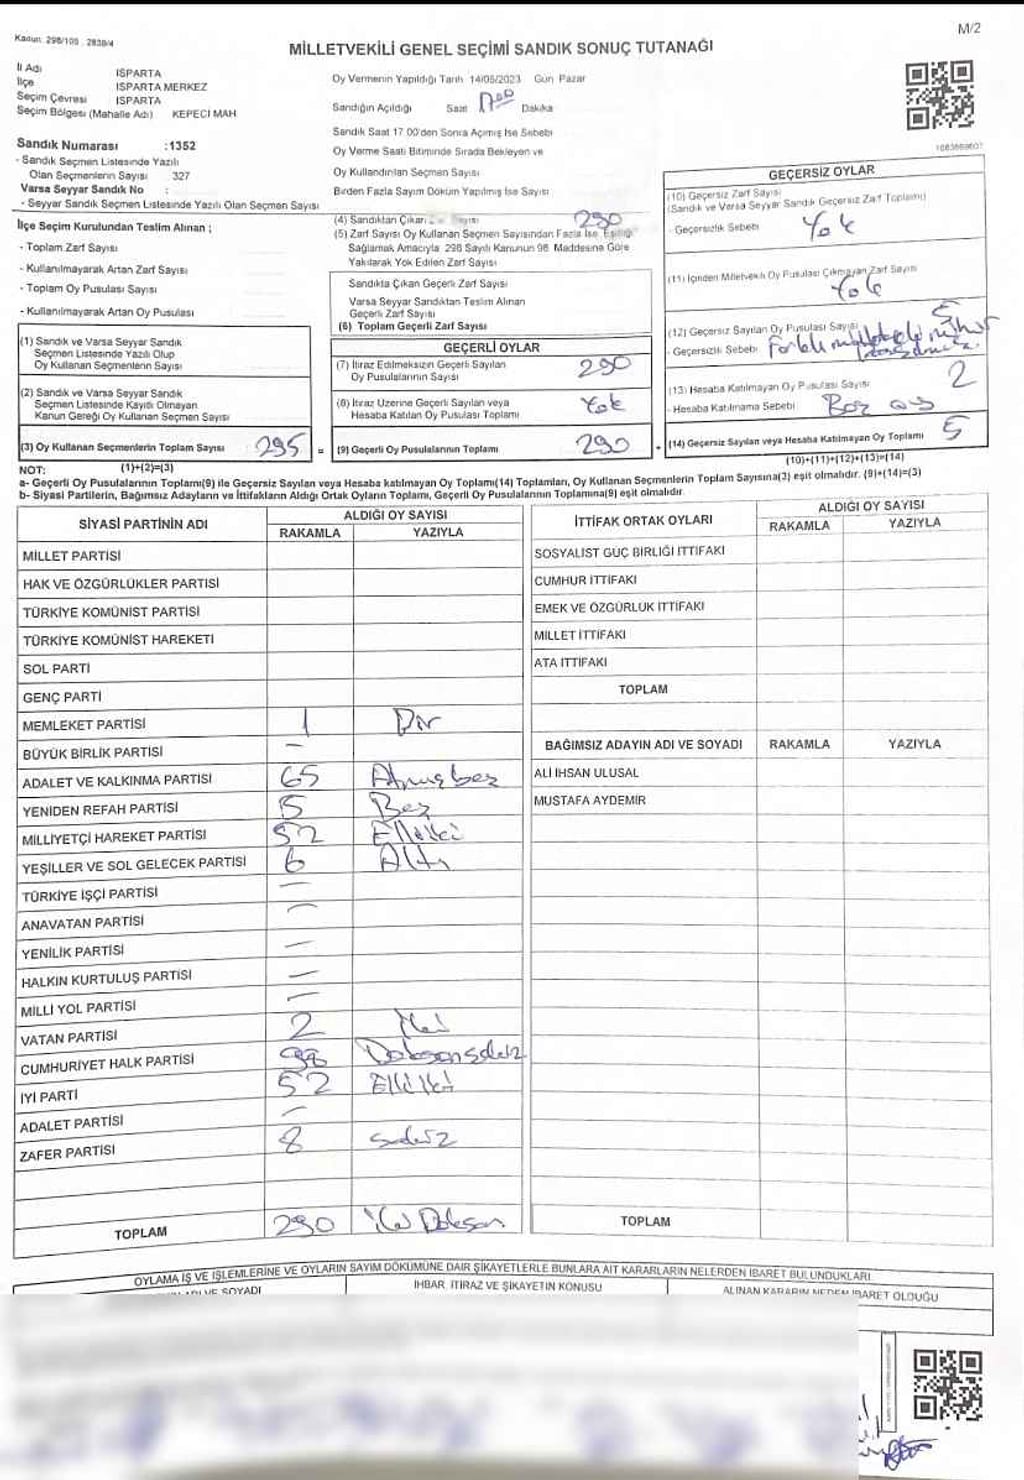 M/2
Kanun: 298/105 : 2839/4
MİLLETVEKİLİ GENEL SEÇİMİ SANDIK SONUÇ TUTANAĞI
İl Adı ISPARTA
İlçe ISPARTA MERKEZ
Seçim Çevresi ISPARTA
Seçim Bölgesi (Mahalle Adı) KEPECİ MAH
Sandık Numarası :1352
- Sandık Seçmen Listesinde Yazılı
Olan Seçmenlerin Sayısı 327
Varsa Seyyar Sandık No :
- Seyyar Sandık Seçmen Listesinde Yazılı Olan Seçmen Sayısı
İlçe Seçim Kurulundan Teslim Alınan ;
- Toplam Zarf Sayısı
- Kullanılmayarak Artan Zarf Sayısı
- Toplam Oy Pusulası Sayısı
- Kullanılmayarak Artan Oy Pusulası
(1) Sandık ve Varsa Seyyar Sandık
Seçmen Listesinde Yazılı Olup
Oy Kullanan Seçmenlerin Sayısı
(2) Sandık ve Varsa Seyyar Sandık
Seçmen Listesinde Kayıtlı Olmayan
Kanun Gereği Oy Kullanan Seçmen Sayısı
(3) Oy Kullanan Seçmenlerin Toplam Sayısı 295 =
(1)+(2)=(3)
Oy Vermenin Yapıldığı Tarih 14/05/2023 Gün Pazar
Sandığın Açıldığı Saat 1700 Dakika
Sandık Saat 17 00'den Sonra Açımış İse Sebebi
Oy Verme Saati Bitiminde Sırada Bekleyen ve
Oy Kullandırılan Seçmen Sayısı
Birden Fazla Sayım Döküm Yapılmış İse Sayısı
(4) Sandıktan Çıkan Sayısı 290
(5) Zarf Sayısı Oy Kullanan Seçmen Sayısından Fazla İse Eşitliği
Sağlamak Amacıyla 298 Sayılı Kanunun 98. Maddesine Göre
Yakılarak Yok Edilen Zarf Sayısı
Sandıkta Çıkan Geçerli Zarf Sayısı
Varsa Seyyar Sandıktan Teslim Alınan
Geçerli Zarf Sayısı
(6) Toplam Geçerli Zarf Sayısı
GEÇERLİ OYLAR
(7) İtiraz Edilmeksizin Geçerli Sayılan
Oy Pusulalarının Sayısı 290
(8) İtiraz Üzerine Geçerli Sayılan veya
Hesaba Katılan Oy Pusulası Toplamı Yok
(9) Geçerli Oy Pusulalarının Toplamı 290 +
GEÇERSİZ OYLAR
(10) Geçersiz Zarf Sayısı
(Sandık ve Varsa Seyyar Sandık Geçersiz Zarf Toplamı)
- Geçersizlik Sebebi Yok
(11) İçinden Milletvekili Oy Pusulası Çıkmayan Zarf Sayısı
Yok
(12) Geçersiz Sayılan Oy Pusulası Sayısı 5
- Geçersizlik Sebebi
(13) Hesaba Katılmayan Oy Pusulası Sayısı 2
- Hesaba Katılmama Sebebi Boş oy
(14) Geçersiz Sayılan veya Hesaba Katılmayan Oy Toplamı 5
(10)+(11)+(12)+(13)=(14)
NOT:
a- Geçerli Oy Pusulalarının Toplamı(9) ile Geçersiz Sayılan veya Hesaba katılmayan Oy Toplamı(14) Toplamları, Oy Kullanan Seçmenlerin Toplam Sayısına(3) eşit olmalıdır. (9)+(14)=(3)
b- Siyasi Partilerin, Bağımsız Adayların ve İttifakların Aldığı Ortak Oyların Toplamı, Geçerli Oy Pusulalarının Toplamına(9) eşit olmalıdır.
SİYASİ PARTİNİN ADI ALDIĞI OY SAYISI
RAKAMLA YAZIYLA
MİLLET PARTİSİ
HAK VE ÖZGÜRLÜKLER PARTİSİ
TÜRKİYE KOMÜNİST PARTİSİ
TÜRKİYE KOMÜNİST HAREKETİ
SOL PARTİ
GENÇ PARTİ
MEMLEKET PARTİSİ 1 Bir
BÜYÜK BİRLİK PARTİSİ –
ADALET VE KALKINMA PARTİSİ 65 Atmışbeş
YENİDEN REFAH PARTİSİ 5 Beş
MİLLİYETÇİ HAREKET PARTİSİ 52 Elliiki
YEŞİLLER VE SOL GELECEK PARTİSİ 6 Altı
TÜRKİYE İŞÇİ PARTİSİ –
ANAVATAN PARTİSİ –
YENİLİK PARTİSİ –
HALKIN KURTULUŞ PARTİSİ –
MİLLİ YOL PARTİSİ –
VATAN PARTİSİ 2 İki
CUMHURİYET HALK PARTİSİ 98 Doksansekiz
İYİ PARTİ 52 Elliiki
ADALET PARTİSİ –
ZAFER PARTİSİ 8 sekiz
TOPLAM 290 iki Doksan
İTTİFAK ORTAK OYLARI ALDIĞI OY SAYISI
RAKAMLA YAZIYLA
SOSYALİST GÜÇ BİRLİĞİ İTTİFAKI
CUMHUR İTTİFAKI
EMEK VE ÖZGÜRLÜK İTTİFAKI
MİLLET İTTİFAKI
ATA İTTİFAKI
TOPLAM
BAĞIMSIZ ADAYIN ADI VE SOYADI RAKAMLA YAZIYLA
ALİ İHSAN ULUSAL
MUSTAFA AYDEMİR
TOPLAM
OYLAMA İŞ VE İŞLEMLERİNE VE OYLARIN SAYIM DÖKÜMÜNE DAİR ŞİKAYETLERLE BUNLARA AİT KARARLARIN NELERDEN İBARET BULUNDUKLARI
VE SOYADI İHBAR, İTİRAZ VE ŞİKAYETİN KONUSU ALINAN KARARIN NEDEN İBARET OLDUĞU